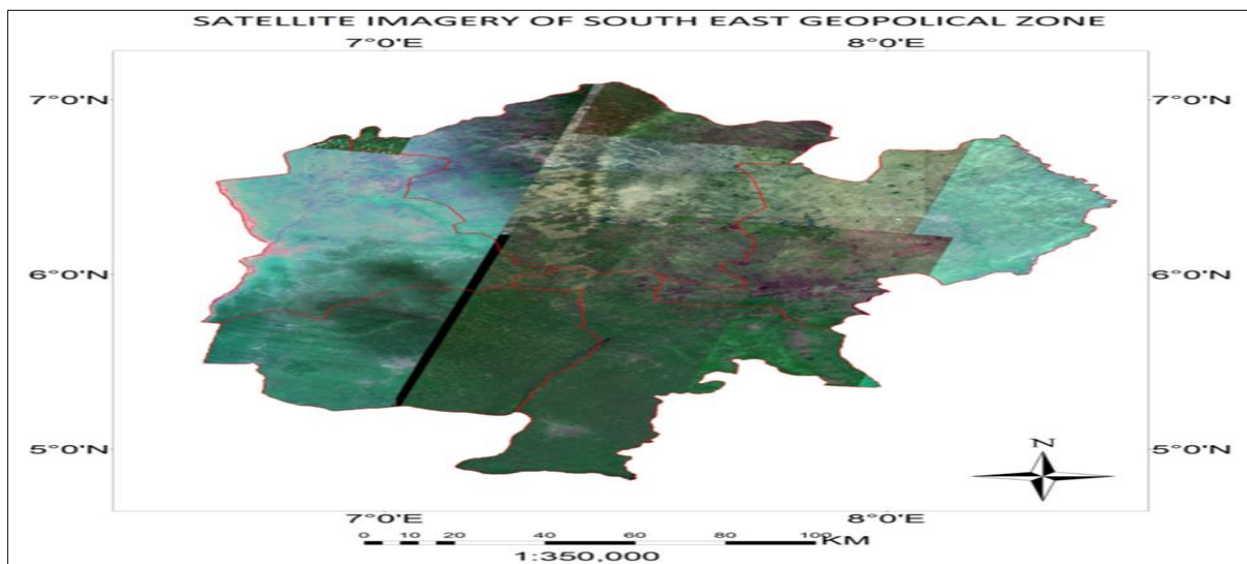 SATELLITE IMAGERY OF SOUTH EAST GEOPOLICAL ZONE
7°0'E 8°0'E
7°0'N 7°0'N
6°0'N 6°0'N
5°0'N 5°0'N
N
7°0'E 8°0'E
0 10 20 40 60 80 100 KM
1:350,000